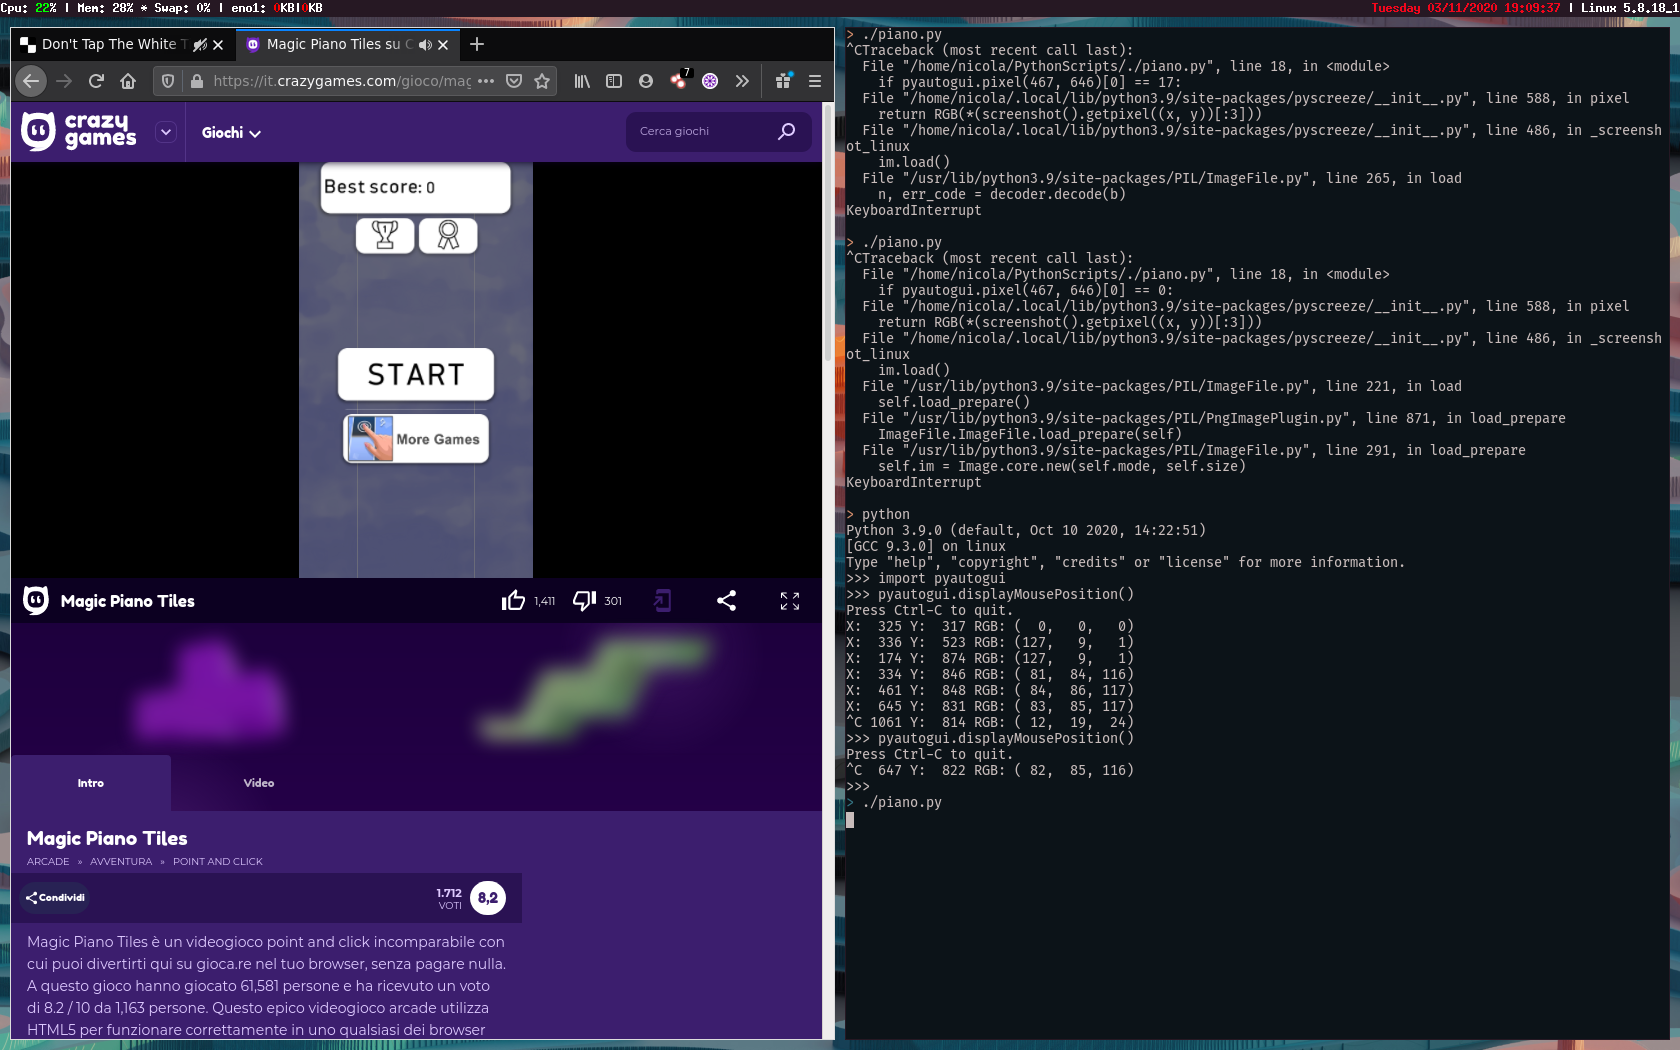 Cpu: 22% | Mem: 28% * Swap: 0% | eno1: 0KB|0KB
Tuesday 03/11/2020 19:09:37 | Linux 5.8.18_1
Don't Tap The White T
Magic Piano Tiles su C
https://it.crazygames.com/gioco/mag
7
crazy games
Giochi
Cerca giochi
Best score: 0
1
START
More Games
Magic Piano Tiles
1,411
301
Intro
Video
Magic Piano Tiles
ARCADE » AVVENTURA » POINT AND CLICK
Condividi
1.712
VOTI
8,2
Magic Piano Tiles è un videogioco point and click incomparabile con
cui puoi divertirti qui su gioca.re nel tuo browser, senza pagare nulla.
A questo gioco hanno giocato 61,581 persone e ha ricevuto un voto
di 8.2 / 10 da 1,163 persone. Questo epico videogioco arcade utilizza
HTML5 per funzionare correttamente in uno qualsiasi dei browser
> ./piano.py
^CTraceback (most recent call last):
  File "/home/nicola/PythonScripts/./piano.py", line 18, in <module>
    if pyautogui.pixel(467, 646)[0] == 17:
  File "/home/nicola/.local/lib/python3.9/site-packages/pyscreeze/__init__.py", line 588, in pixel
    return RGB(*(screenshot().getpixel((x, y))[:3]))
  File "/home/nicola/.local/lib/python3.9/site-packages/pyscreeze/__init__.py", line 486, in _screensh
ot_linux
    im.load()
  File "/usr/lib/python3.9/site-packages/PIL/ImageFile.py", line 265, in load
    n, err_code = decoder.decode(b)
KeyboardInterrupt
> ./piano.py
^CTraceback (most recent call last):
  File "/home/nicola/PythonScripts/./piano.py", line 18, in <module>
    if pyautogui.pixel(467, 646)[0] == 0:
  File "/home/nicola/.local/lib/python3.9/site-packages/pyscreeze/__init__.py", line 588, in pixel
    return RGB(*(screenshot().getpixel((x, y))[:3]))
  File "/home/nicola/.local/lib/python3.9/site-packages/pyscreeze/__init__.py", line 486, in _screensh
ot_linux
    im.load()
  File "/usr/lib/python3.9/site-packages/PIL/ImageFile.py", line 221, in load
    self.load_prepare()
  File "/usr/lib/python3.9/site-packages/PIL/PngImagePlugin.py", line 871, in load_prepare
    ImageFile.ImageFile.load_prepare(self)
  File "/usr/lib/python3.9/site-packages/PIL/ImageFile.py", line 291, in load_prepare
    self.im = Image.core.new(self.mode, self.size)
KeyboardInterrupt
> python
Python 3.9.0 (default, Oct 10 2020, 14:22:51)
[GCC 9.3.0] on linux
Type "help", "copyright", "credits" or "license" for more information.
>>> import pyautogui
>>> pyautogui.displayMousePosition()
Press Ctrl-C to quit.
X:  325 Y:  317 RGB: (  0,   0,   0)
X:  336 Y:  523 RGB: (127,   9,   1)
X:  174 Y:  874 RGB: (127,   9,   1)
X:  334 Y:  846 RGB: ( 81,  84, 116)
X:  461 Y:  848 RGB: ( 84,  86, 117)
X:  645 Y:  831 RGB: ( 83,  85, 117)
^C 1061 Y:  814 RGB: ( 12,  19,  24)
>>> pyautogui.displayMousePosition()
Press Ctrl-C to quit.
^C  647 Y:  822 RGB: ( 82,  85, 116)
>>>
> ./piano.py